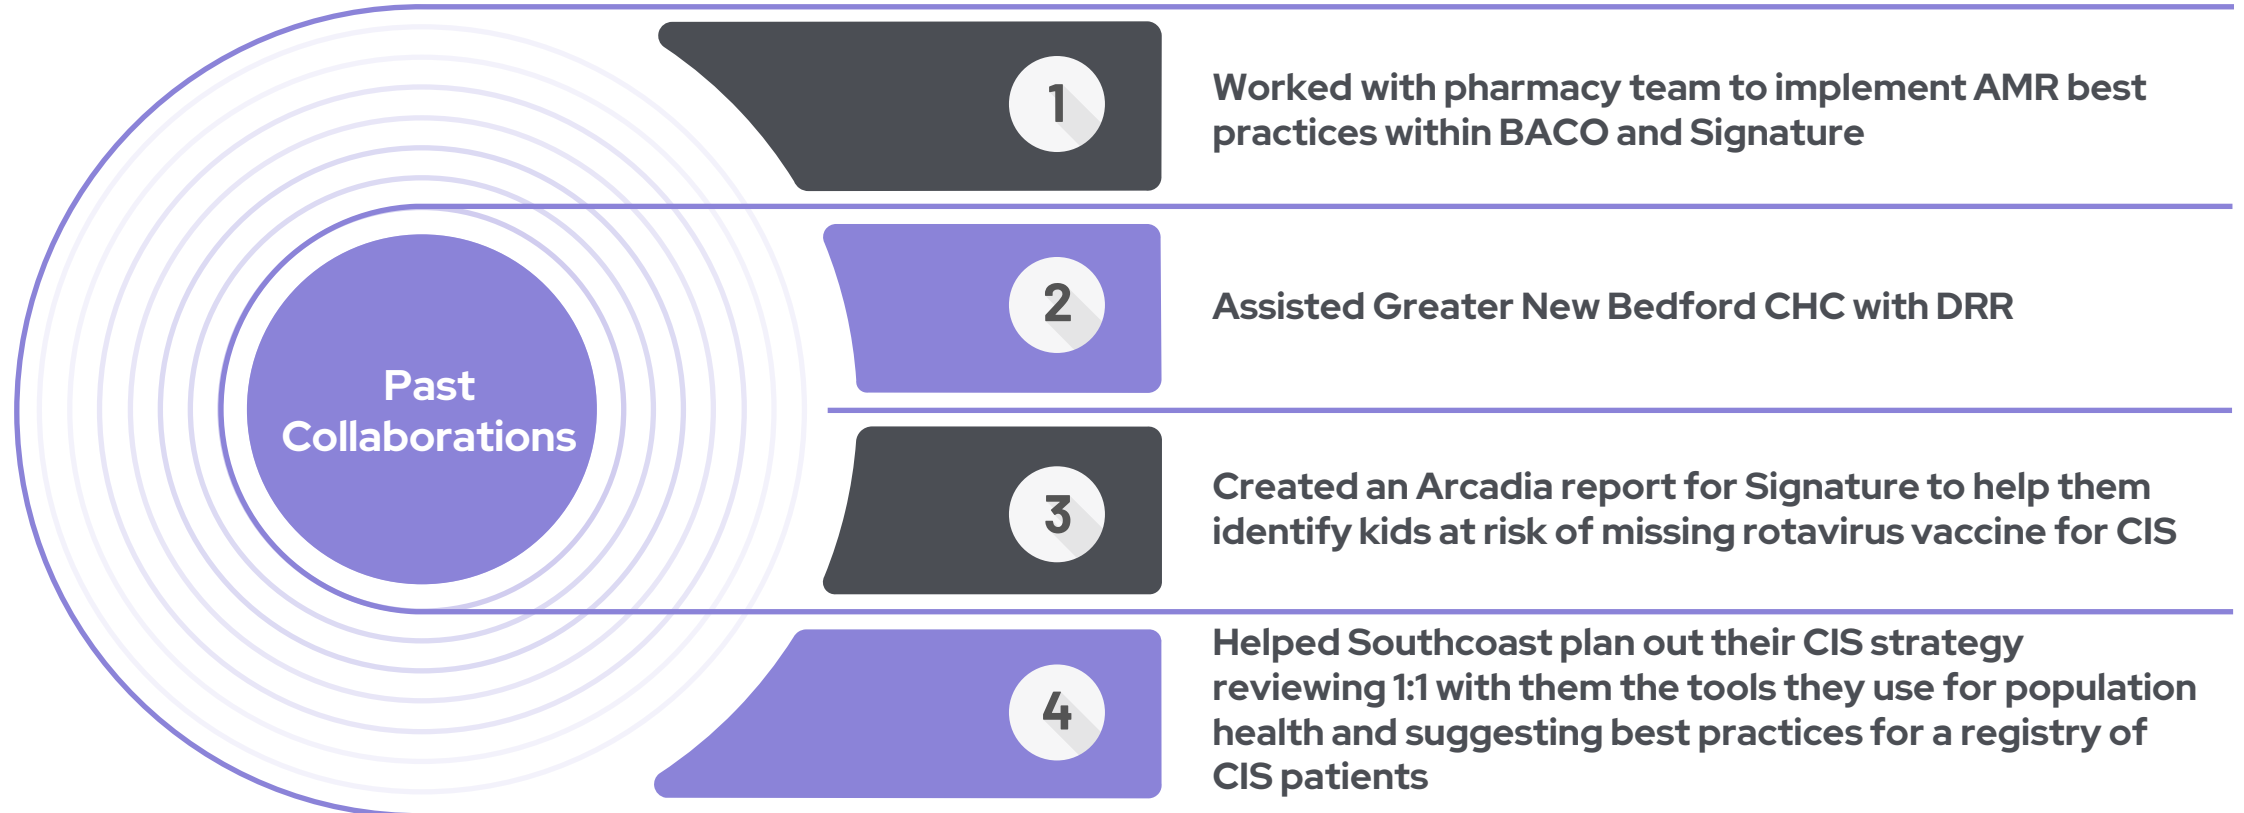 Past
Collaborations
1
Worked with pharmacy team to implement AMR best
practices within BACO and Signature
2
Assisted Greater New Bedford CHC with DRR
3
Created an Arcadia report for Signature to help them
identify kids at risk of missing rotavirus vaccine for CIS
4
Helped Southcoast plan out their CIS strategy
reviewing 1:1 with them the tools they use for population
health and suggesting best practices for a registry of
CIS patients